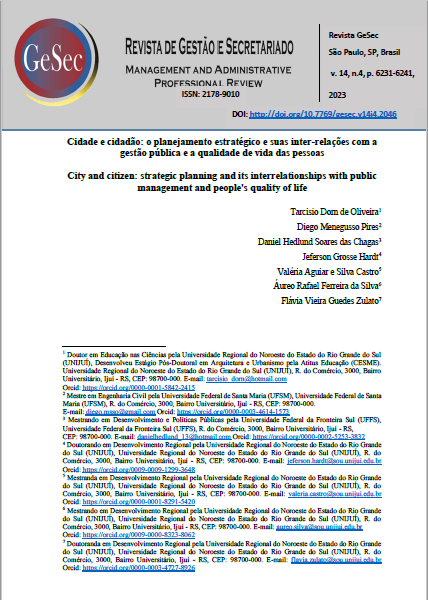 GeSec
REVISTA DE GESTÃO E SECRETARIADO
MANAGEMENT AND ADMINISTRATIVE
PROFESSIONAL REVIEW
ISSN: 2178-9010
Revista GeSec
São Paulo, SP, Brasil
v. 14, n.4, p. 6231-6241,
2023
DOI: http://doi.org/10.7769/gesec.v14i4.2046
Cidade e cidadão: o planejamento estratégico e suas inter-relações com a
gestão pública e a qualidade de vida das pessoas
City and citizen: strategic planning and its interrelationships with public
management and people's quality of life
Tarcisio Dorn de Oliveira¹
Diego Menegusso Pires²
Daniel Hedlund Soares das Chagas³
Jeferson Grosse Hardt⁴
Valéria Aguiar e Silva Castro⁵
Áureo Rafael Ferreira da Silva⁶
Flávia Vieira Guedes Zulato⁷
¹ Doutor em Educação nas Ciências pela Universidade Regional do Noroeste do Estado do Rio Grande do Sul
(UNIJUÍ), Desenvolveu Estágio Pós-Doutoral em Arquitetura e Urbanismo pela Atitus Educação (CESME).
Universidade Regional do Noroeste do Estado do Rio Grande do Sul (UNIJUÍ), R. do Comércio, 3000, Bairro
Universitário, Ijuí - RS, CEP: 98700-000. E-mail: tarcisio_dorn@hotmail.com
Orcid: https://orcid.org/0000-0001-5842-2415
² Mestre em Engenharia Civil pela Universidade Federal de Santa Maria (UFSM), Universidade Federal de Santa
Maria (UFSM), R. do Comércio, 3000, Bairro Universitário, Ijuí - RS, CEP: 98700-000.
E-mail: diego.msso@gmail.com Orcid: https://orcid.org/0000-0003-4614-1573
³ Mestrando em Desenvolvimento e Políticas Públicas pela Universidade Federal da Fronteira Sul (UFFS),
Universidade Federal da Fronteira Sul (UFFS), R. do Comércio, 3000, Bairro Universitário, Ijuí - RS,
CEP: 98700-000. E-mail: danielhedlund_13@hotmail.com Orcid: https://orcid.org/0000-0002-5253-3832
⁴ Doutorando em Desenvolvimento Regional pela Universidade Regional do Noroeste do Estado do Rio Grande
do Sul (UNIJUÍ), Universidade Regional do Noroeste do Estado do Rio Grande do Sul (UNIJUÍ), R. do
Comércio, 3000, Bairro Universitário, Ijuí - RS, CEP: 98700-000. E-mail: jeferson.hardt@sou.unijui.edu.br
Orcid: https://orcid.org/0009-0009-1299-3648
⁵ Mestranda em Desenvolvimento Regional pela Universidade Regional do Noroeste do Estado do Rio Grande
do Sul (UNIJUÍ), Universidade Regional do Noroeste do Estado do Rio Grande do Sul (UNIJUÍ), R. do
Comércio, 3000, Bairro Universitário, Ijuí - RS, CEP: 98700-000. E-mail: valeria.castro@sou.unijui.edu.br
Orcid: https://orcid.org/0000-0001-8291-5420
⁶ Mestrando em Desenvolvimento Regional pela Universidade Regional do Noroeste do Estado do Rio Grande
do Sul (UNIJUÍ), Universidade Regional do Noroeste do Estado do Rio Grande do Sul (UNIJUÍ), R. do
Comércio, 3000, Bairro Universitário, Ijuí - RS, CEP: 98700-000. E-mail: aureo.silva@sou.unijui.edu.br
Orcid: https://orcid.org/0009-0000-8323-8062
⁷ Doutoranda em Desenvolvimento Regional pela Universidade Regional do Noroeste do Estado do Rio Grande
do Sul (UNIJUÍ), Universidade Regional do Noroeste do Estado do Rio Grande do Sul (UNIJUÍ), R. do
Comércio, 3000, Bairro Universitário, Ijuí - RS, CEP: 98700-000. E-mail: flavia.zulato@sou.unijui.edu.br
Orcid: https://orcid.org/0000-0003-4727-8926